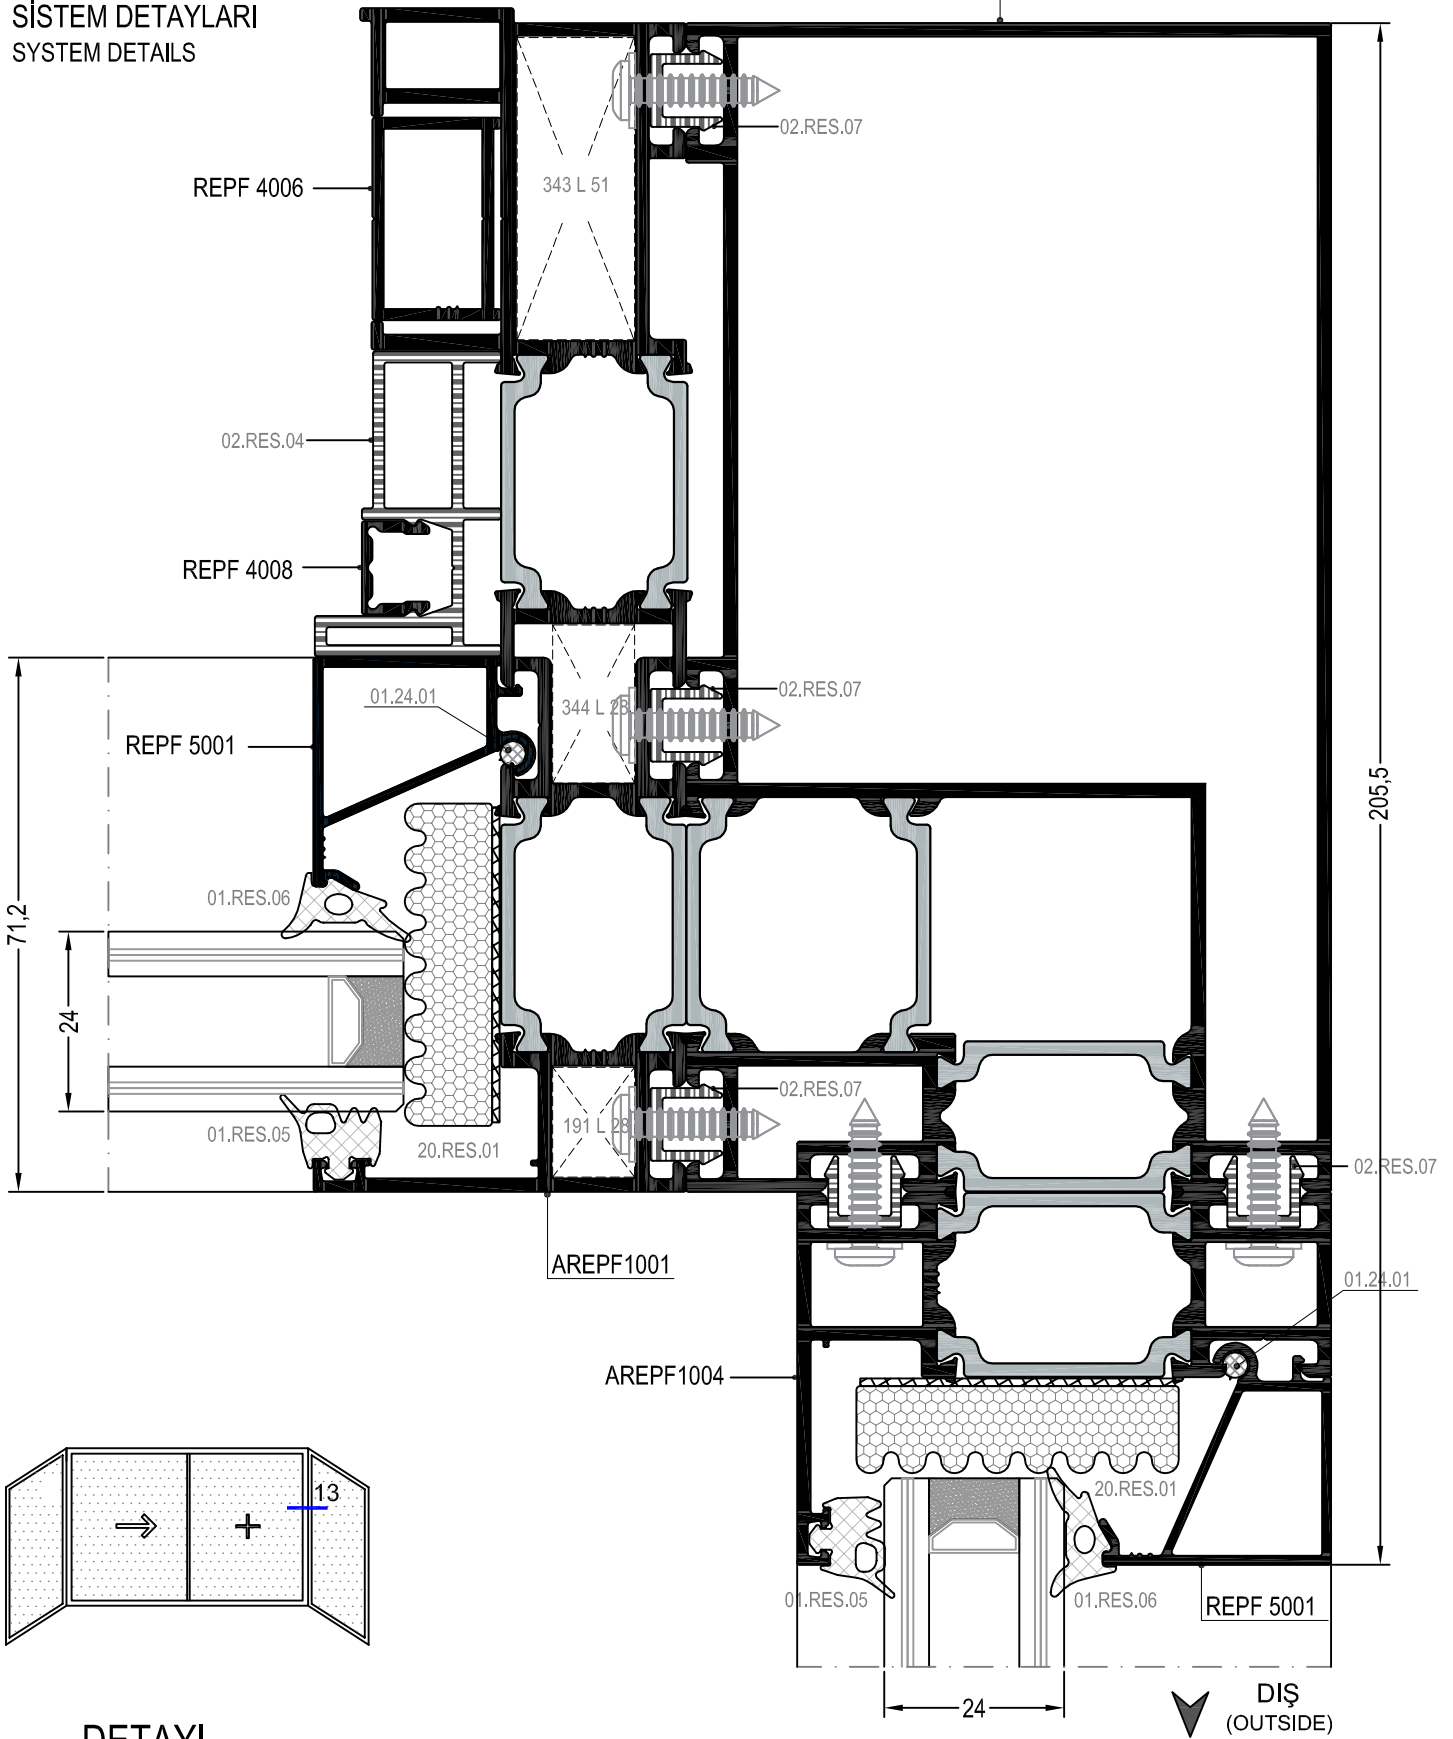 SİSTEM DETAYLARI
SYSTEM DETAILS
02.RES.07
REPF 4006
343 L 51
02.RES.04
REPF 4008
02.RES.07
01.24.01
344 L 28
REPF 5001
205,5
71,2
01.RES.06
24
02.RES.07
01.RES.05
191 L 28
20.RES.01
02.RES.07
AREPF1001
01.24.01
AREPF1004
20.RES.01
13
01.RES.05
01.RES.06
REPF 5001
24
DIŞ
(OUTSIDE)
DETAYI